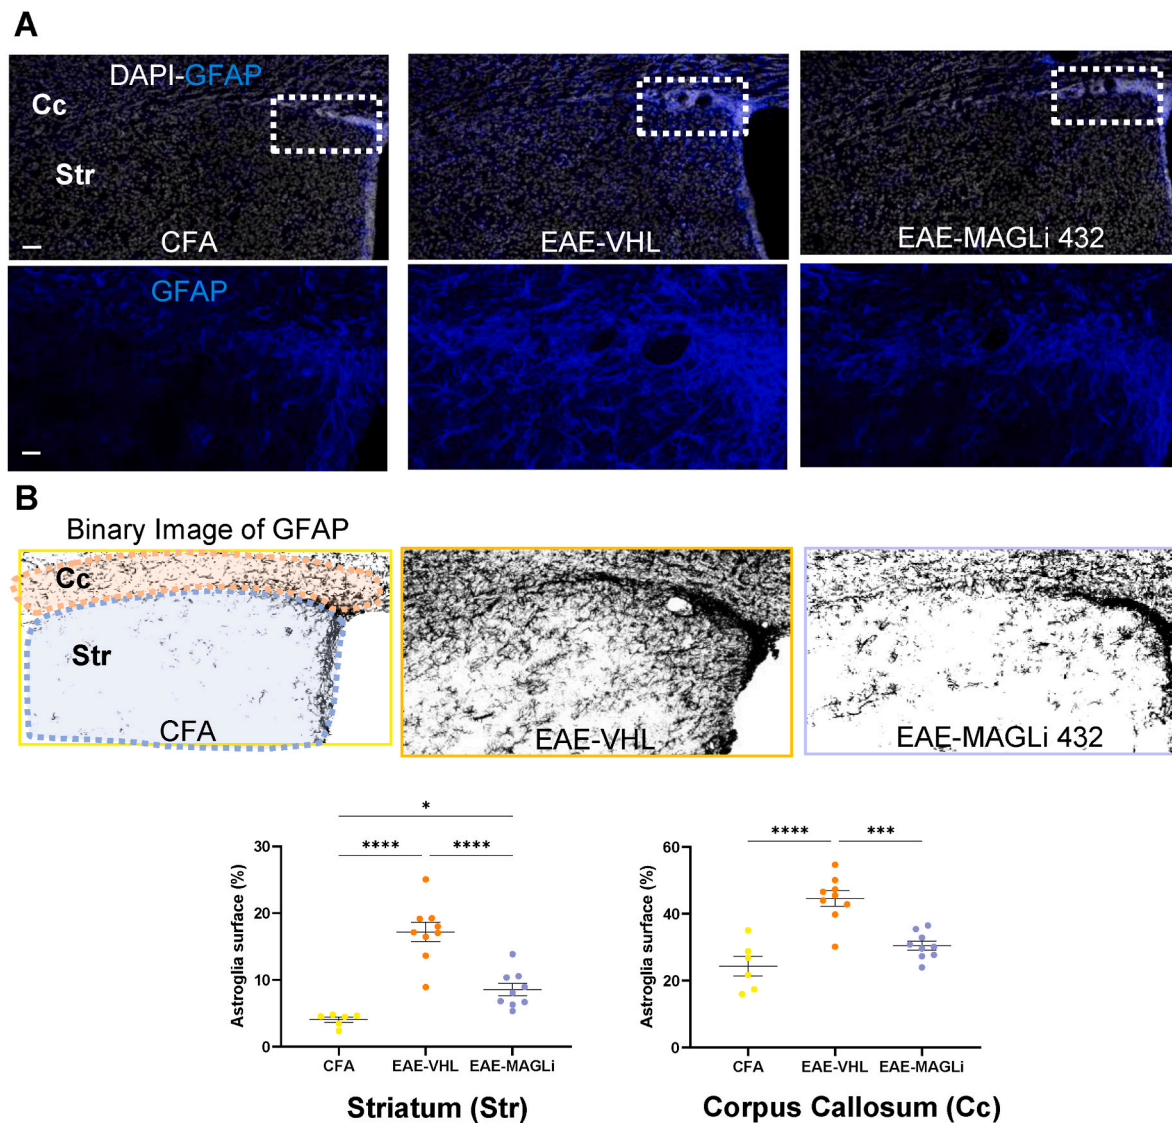 A
DAPI-GFAP
Cc
Str
CFA
EAE-VHL
EAE-MAGLi 432
GFAP
B
Binary Image of GFAP
Cc
Str
CFA
EAE-VHL
EAE-MAGLi 432
*
**** ****
30
20
10
0
Astroglia surface (%)
CFA EAE-VHL EAE-MAGLi
Striatum (Str)
**** ***
60
40
20
0
Astroglia surface (%)
CFA EAE-VHL EAE-MAGLi
Corpus Callosum (Cc)